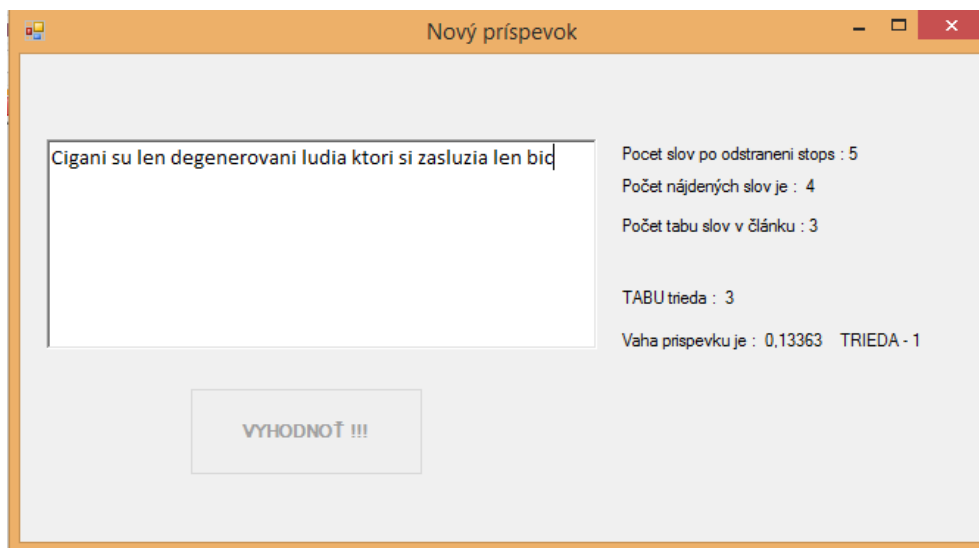 Nový príspevok
Cigani su len degenerovani ludia ktori si zasluzia len bic
Pocet slov po odstraneni stops : 5
Počet nájdených slov je : 4
Počet tabu slov v článku : 3
TABU trieda : 3
Vaha prispevku je : 0,13363 TRIEDA - 1
VYHODNOŤ !!!